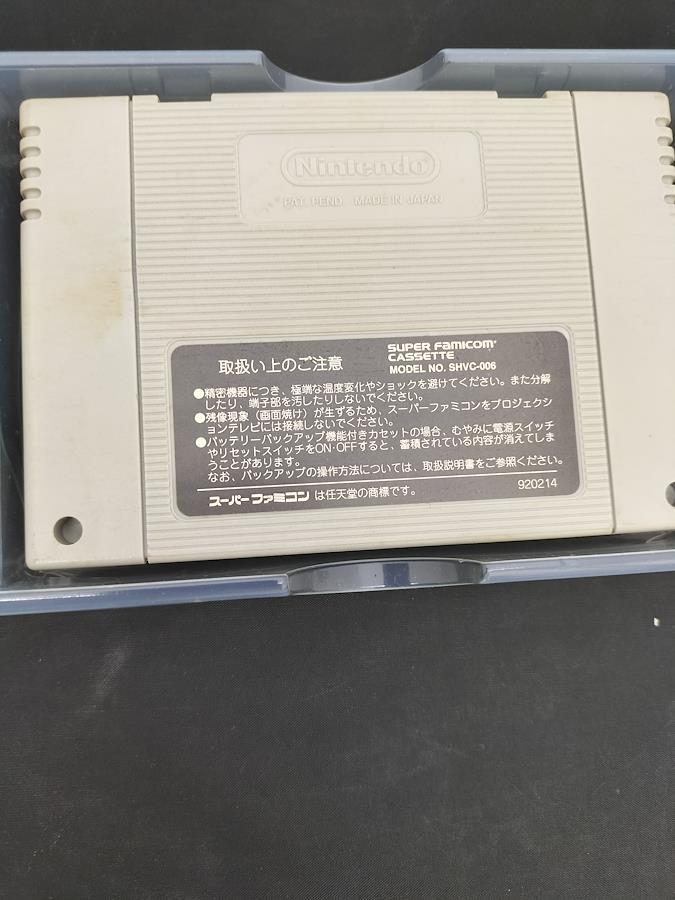 Nintendo
PAT. PEND. MADE IN JAPAN
取扱い上のご注意
SUPER FAMICOM
CASSETTE
MODEL NO. SHVC-006
●精密機器につき、極端な温度変化やショックを避けてください。また分解
したり、端子部を汚したりしないでください。
●残像現象（画面焼け）が生ずるため、スーパーファミコンをプロジェクシ
ョンテレビには接続しないでください。
●バッテリーバックアップ機能付きカセットの場合、むやみに電源スイッチ
やリセットスイッチをON・OFFすると、蓄積されている内容が消えてしま
うことがあります。
なお、バックアップの操作方法については、取扱説明書をご参照ください。
スーパーファミコン は任天堂の商標です。
920214